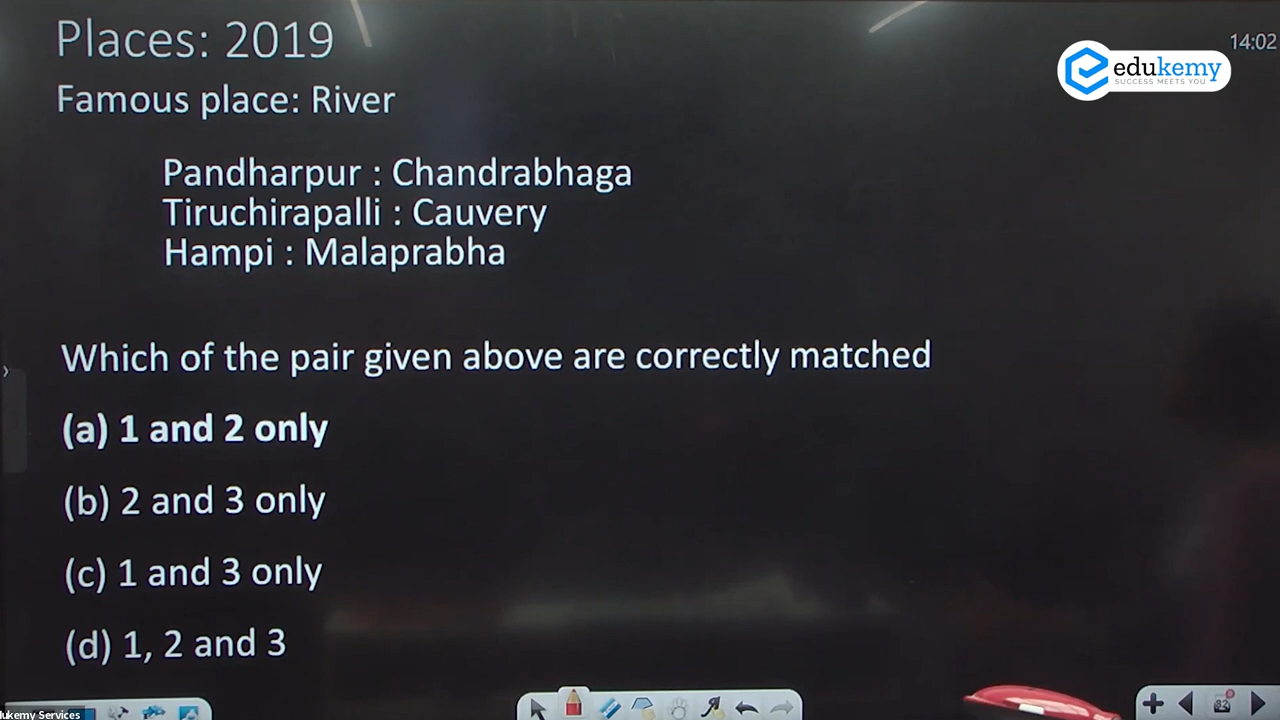 Places: 2019
14:02
edukemy
SUCCESS MEETS YOU
Famous place: River
Pandharpur : Chandrabhaga
Tiruchirapalli : Cauvery
Hampi : Malaprabha
Which of the pair given above are correctly matched
(a) 1 and 2 only
(b) 2 and 3 only
(c) 1 and 3 only
(d) 1, 2 and 3
dukemy Services